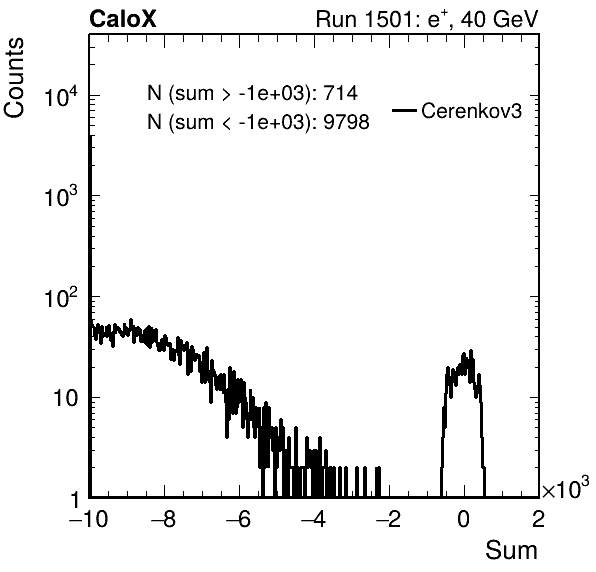 CaloX Run 1501: e⁺, 40 GeV
Counts
N (sum > -1e+03): 714
N (sum < -1e+03): 9798
Cerenkov3
10⁴
10³
10²
10
1
−10 −8 −6 −4 −2 0 2
×10³
Sum